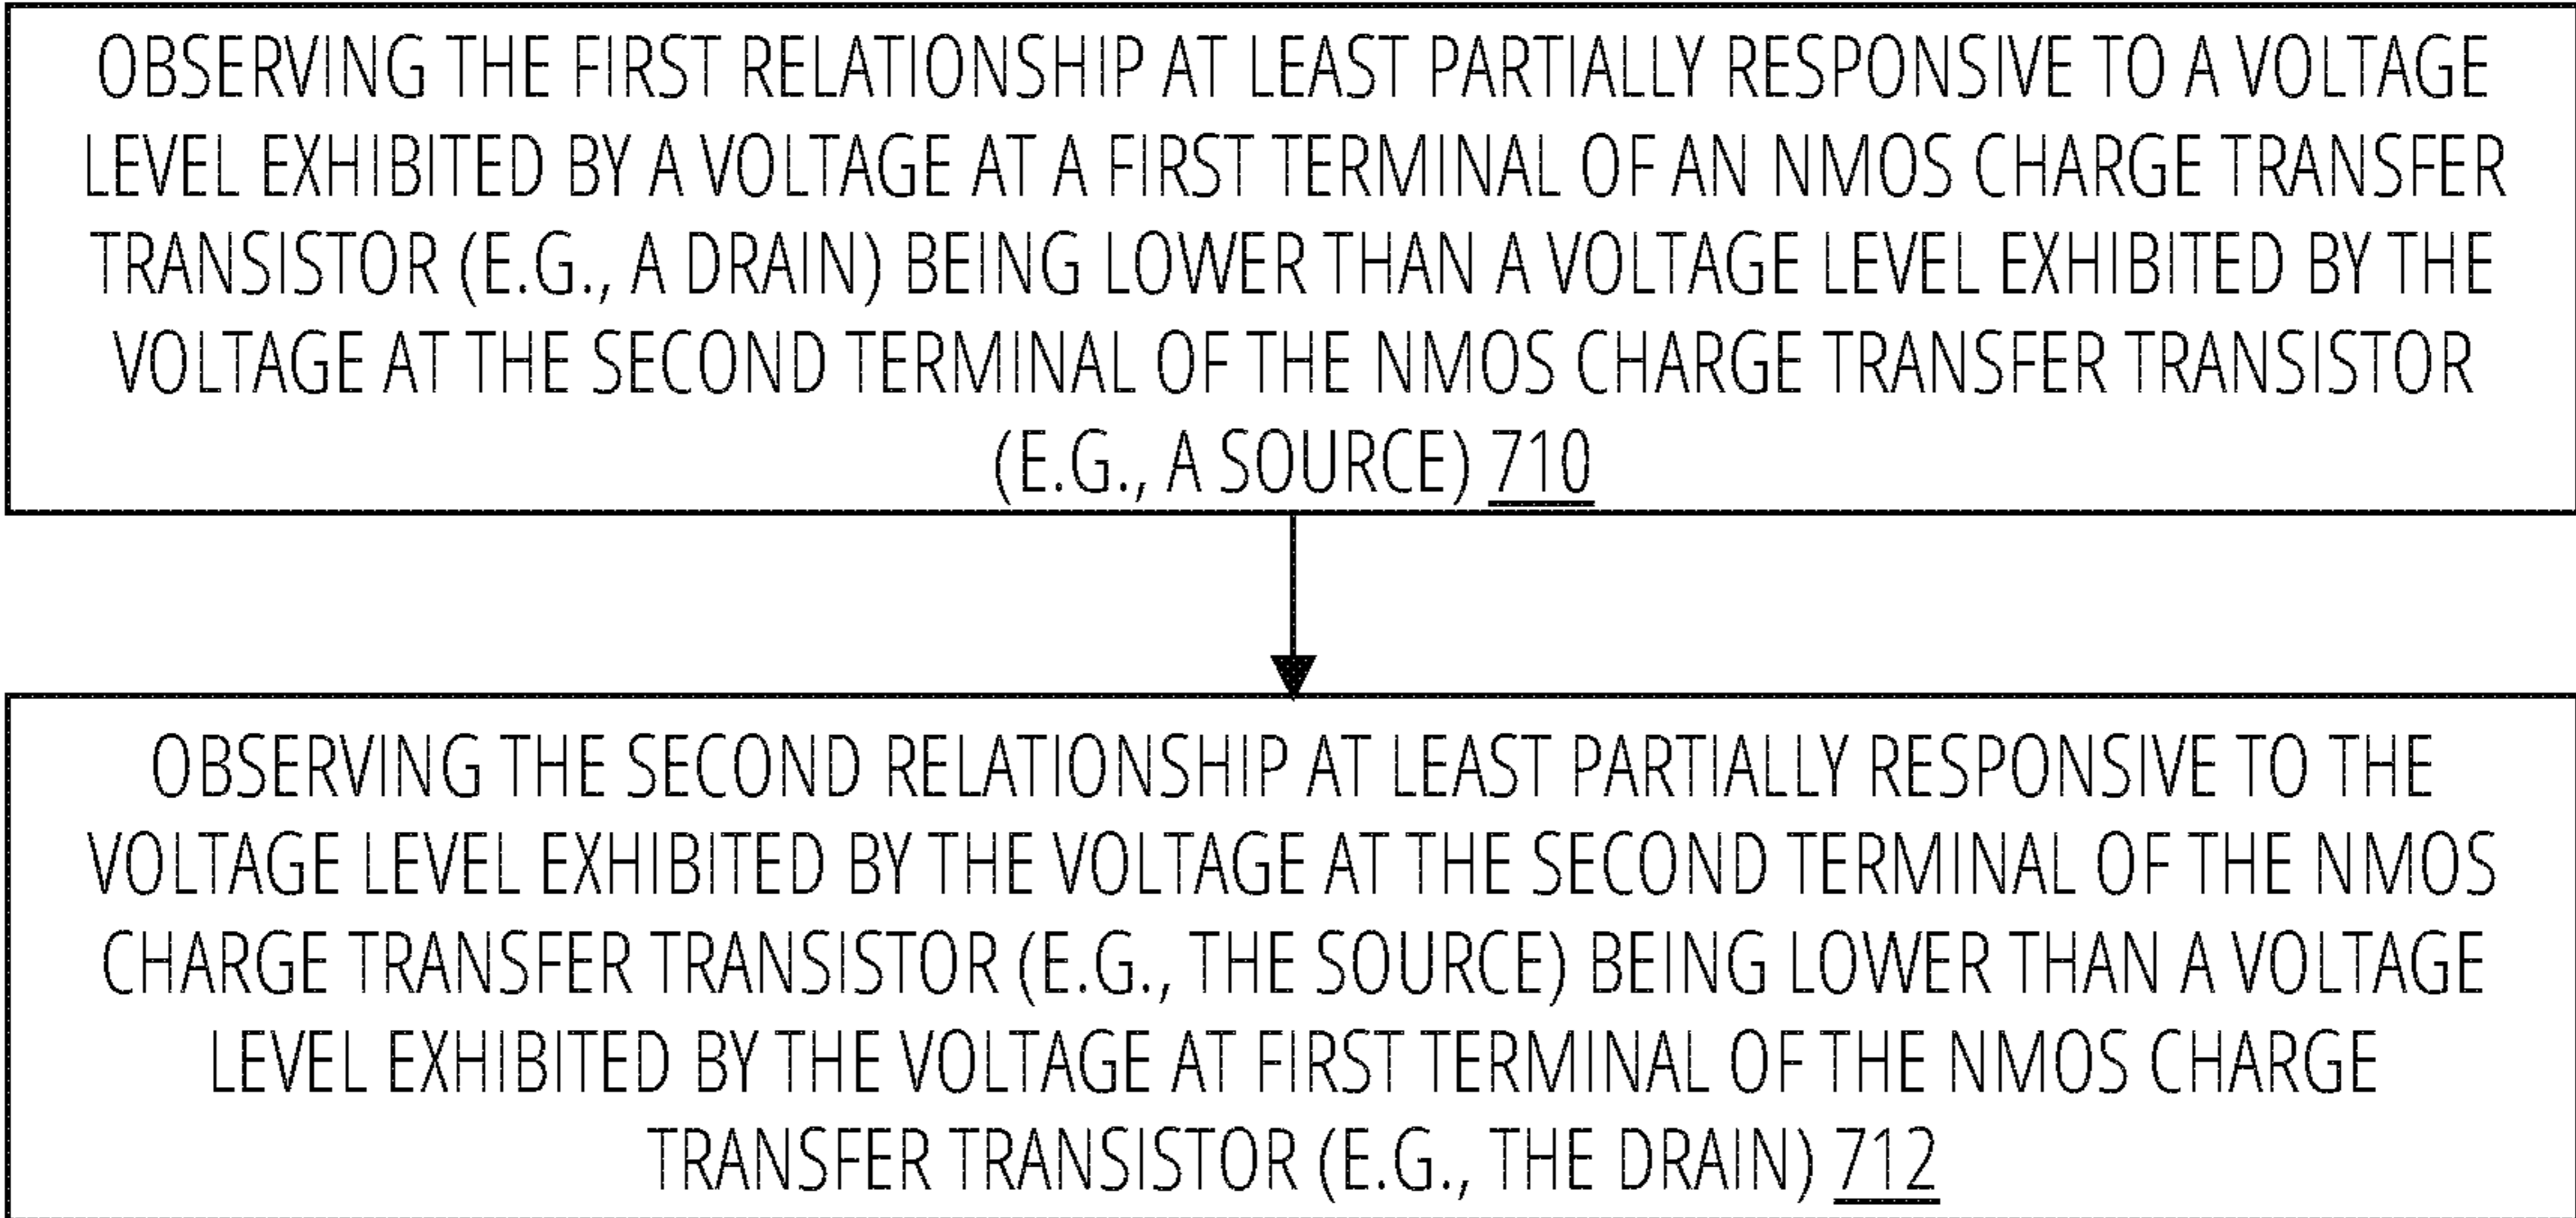 OBSERVING THE FIRST RELATIONSHIP AT LEAST PARTIALLY RESPONSIVE TO A VOLTAGE
LEVEL EXHIBITED BY A VOLTAGE AT A FIRST TERMINAL OF AN NMOS CHARGE TRANSFER
TRANSISTOR (E.G., A DRAIN) BEING LOWER THAN A VOLTAGE LEVEL EXHIBITED BY THE
VOLTAGE AT THE SECOND TERMINAL OF THE NMOS CHARGE TRANSFER TRANSISTOR
(E.G., A SOURCE) 710
OBSERVING THE SECOND RELATIONSHIP AT LEAST PARTIALLY RESPONSIVE TO THE
VOLTAGE LEVEL EXHIBITED BY THE VOLTAGE AT THE SECOND TERMINAL OF THE NMOS
CHARGE TRANSFER TRANSISTOR (E.G., THE SOURCE) BEING LOWER THAN A VOLTAGE
LEVEL EXHIBITED BY THE VOLTAGE AT FIRST TERMINAL OF THE NMOS CHARGE
TRANSFER TRANSISTOR (E.G., THE DRAIN) 712